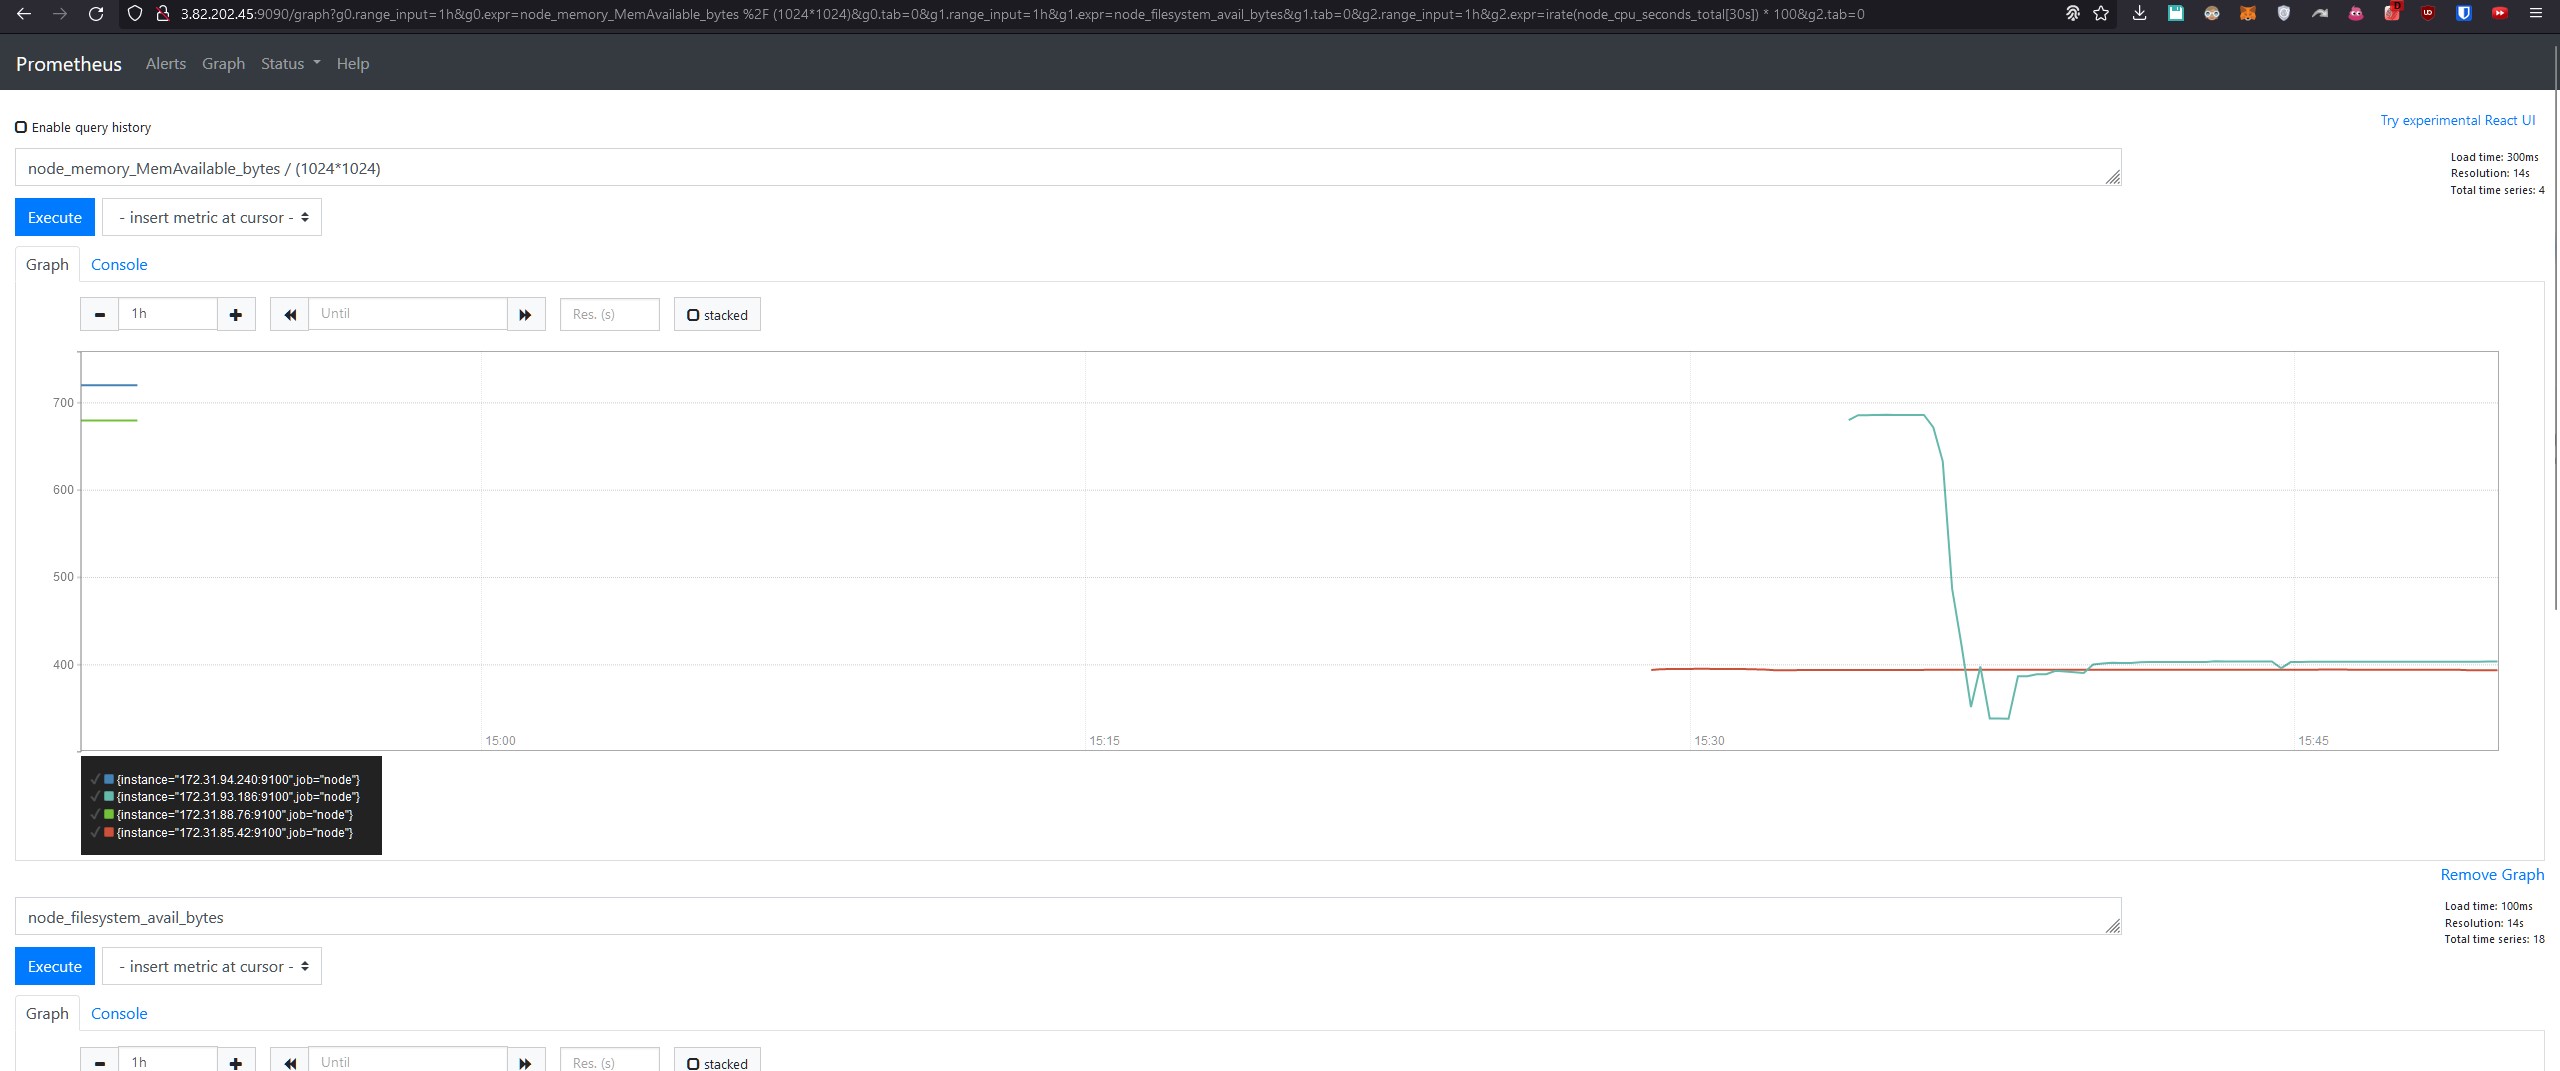 3.82.202.45:9090/graph?g0.range_input=1h&g0.expr=node_memory_MemAvailable_bytes %2F (1024*1024)&g0.tab=0&g1.range_input=1h&g1.expr=node_filesystem_avail_bytes&g1.tab=0&g2.range_input=1h&g2.expr=irate(node_cpu_seconds_total[30s]) * 100&g2.tab=0
Prometheus Alerts Graph Status Help
Enable query history
Try experimental React UI
node_memory_MemAvailable_bytes / (1024*1024)
Load time: 300ms
Resolution: 14s
Total time series: 4
Execute - insert metric at cursor -
Graph Console
1h Until Res. (s) stacked
700
600
500
400
15:00 15:15 15:30 15:45
{instance="172.31.94.240:9100",job="node"}
{instance="172.31.93.186:9100",job="node"}
{instance="172.31.88.76:9100",job="node"}
{instance="172.31.85.42:9100",job="node"}
Remove Graph
node_filesystem_avail_bytes
Load time: 100ms
Resolution: 14s
Total time series: 18
Execute - insert metric at cursor -
Graph Console
1h Until Res. (s) stacked